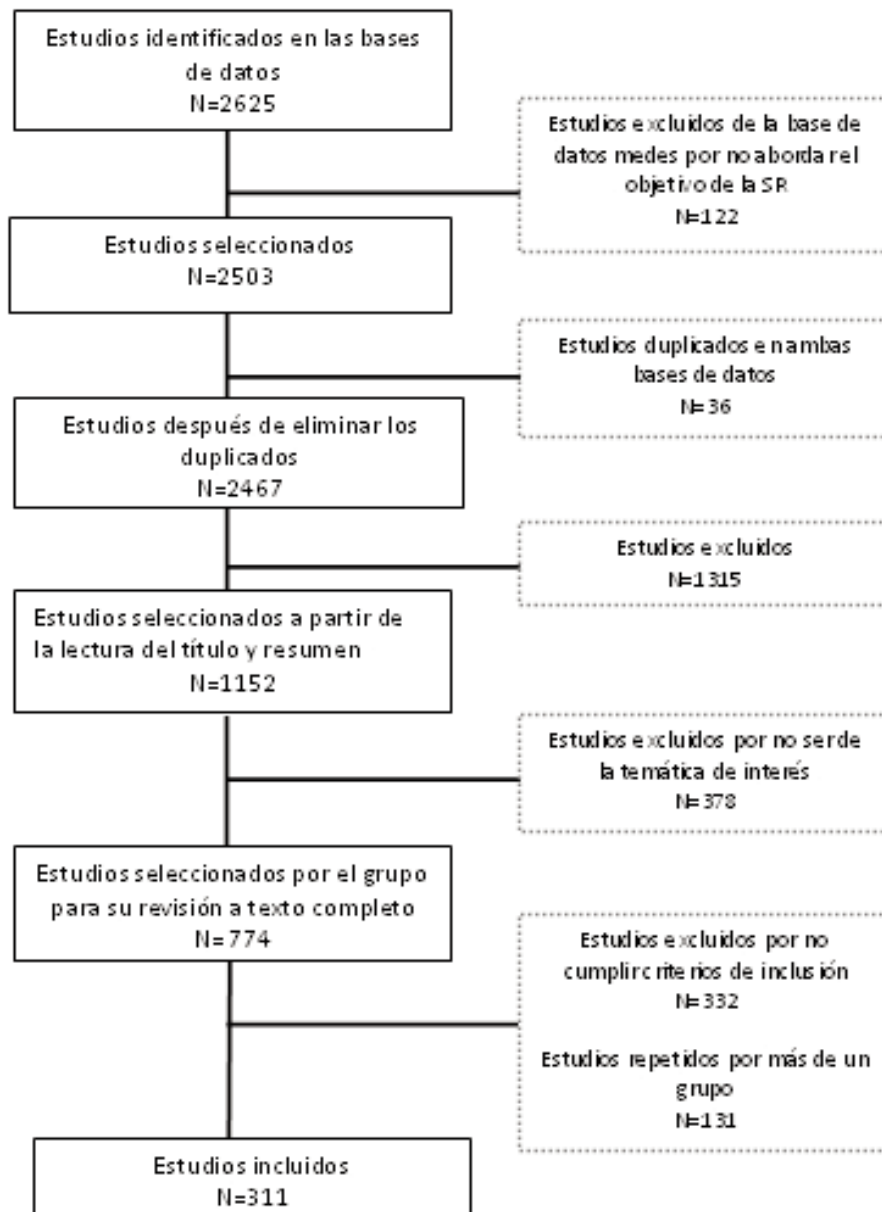 Estudios identificados en las bases
de datos
N=2625
Estudios excluidos de la base de
datos medes por no aborda rel
objetivo de la SR
N=122
Estudios seleccionados
N=2503
Estudios duplicados en ambas
bases de datos
N=36
Estudios después de eliminar los
duplicados
N=2467
Estudios excluidos
N=1315
Estudios seleccionados a partir de
la lectura del título y resumen
N=1152
Estudios excluidos por no ser de
la temática de interés
N=378
Estudios seleccionados por el grupo
para su revisión a texto completo
N=774
Estudios excluidos por no
cumplir criterios de inclusión
N=332
Estudios repetidos por más de un
grupo
N=131
Estudios incluidos
N=311